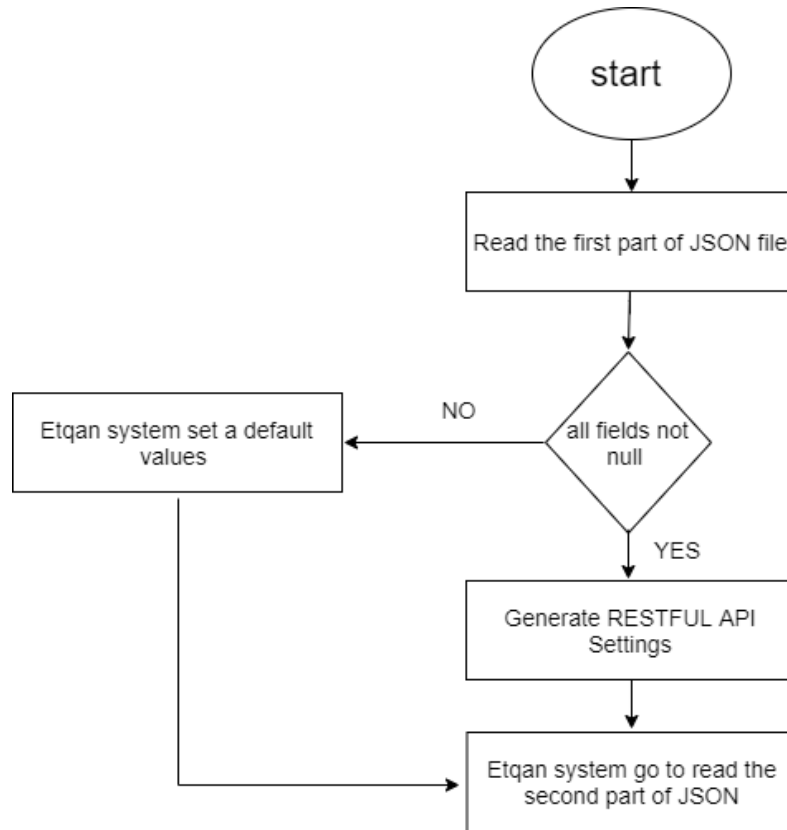 start
Read the first part of JSON file
all fields not
null
NO
Etqan system set a default
values
YES
Generate RESTFUL API
Settings
Etqan system go to read the
second part of JSON